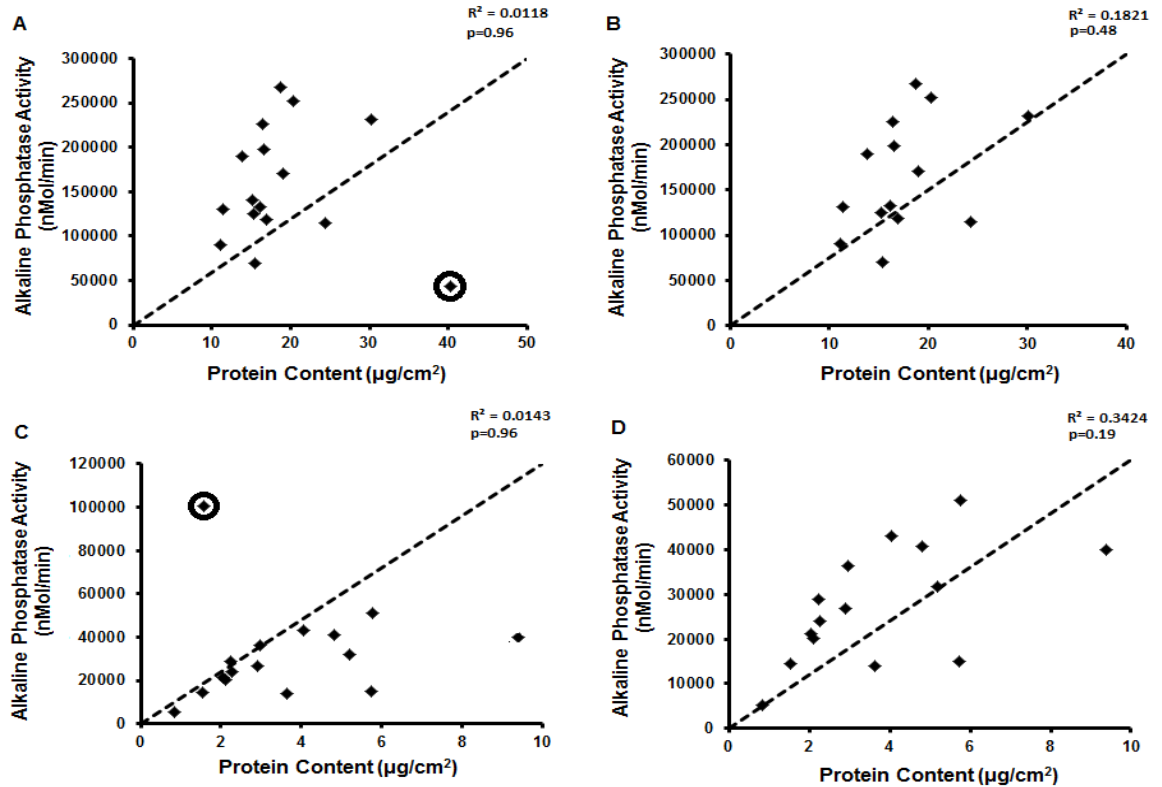 A
R² = 0.0118
p=0.96
Alkaline Phosphatase Activity
(nMol/min)
300000
250000
200000
150000
100000
50000
0
0 10 20 30 40 50
Protein Content (µg/cm²)
B
R² = 0.1821
p=0.48
Alkaline Phosphatase Activity
(nMol/min)
300000
250000
200000
150000
100000
50000
0
0 10 20 30 40
Protein Content (µg/cm²)
C
R² = 0.0143
p=0.96
Alkaline Phosphatase Activity
(nMol/min)
120000
100000
80000
60000
40000
20000
0
0 2 4 6 8 10
Protein Content (µg/cm²)
D
R² = 0.3424
p=0.19
Alkaline Phosphatase Activity
(nMol/min)
60000
50000
40000
30000
20000
10000
0
0 2 4 6 8 10
Protein Content (µg/cm²)